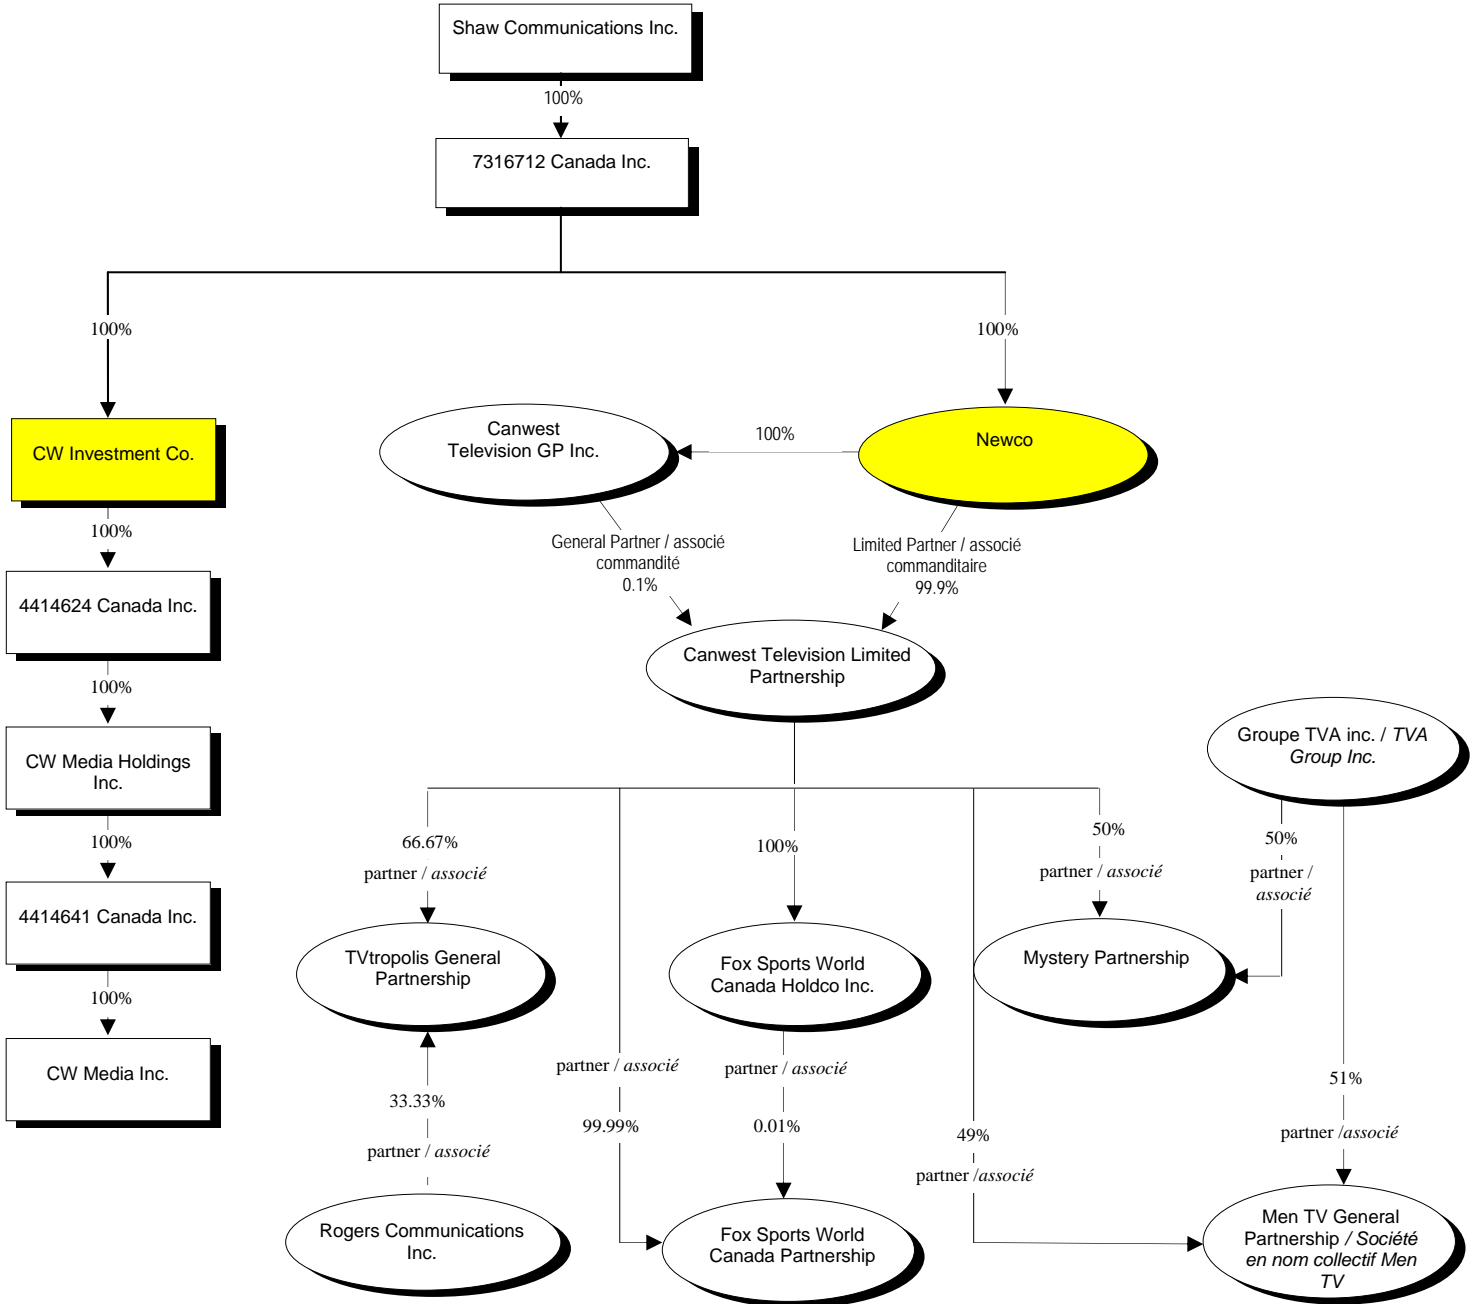 Shaw Communications Inc.
100%
7316712 Canada Inc.
100%
100%
CW Investment Co.
Canwest
Television GP Inc.
100%
Newco
100%
General Partner / associé
commandité
0.1%
Limited Partner / associé
commanditaire
99.9%
4414624 Canada Inc.
Canwest Television Limited
Partnership
100%
CW Media Holdings
Inc.
Groupe TVA inc. / TVA
Group Inc.
100%
66.67%
partner / associé
100%
50%
partner / associé
50%
partner /
associé
4414641 Canada Inc.
TVtropolis General
Partnership
Fox Sports World
Canada Holdco Inc.
Mystery Partnership
100%
CW Media Inc.
33.33%
partner / associé
partner / associé
99.99%
partner / associé
0.01%
49%
partner /associé
51%
partner /associé
Rogers Communications
Inc.
Fox Sports World
Canada Partnership
Men TV General
Partnership / Société
en nom collectif Men
TV